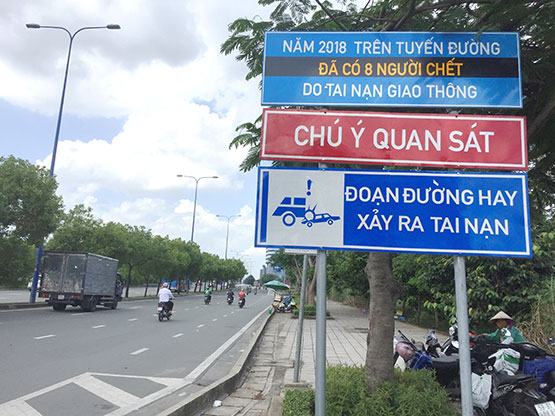 NĂM 2018 TRÊN TUYẾN ĐƯỜNG
ĐÃ CÓ 8 NGƯỜI CHẾT
DO TAI NẠN GIAO THÔNG
CHÚ Ý QUAN SÁT
ĐOẠN ĐƯỜNG HAY
XẢY RA TAI NẠN